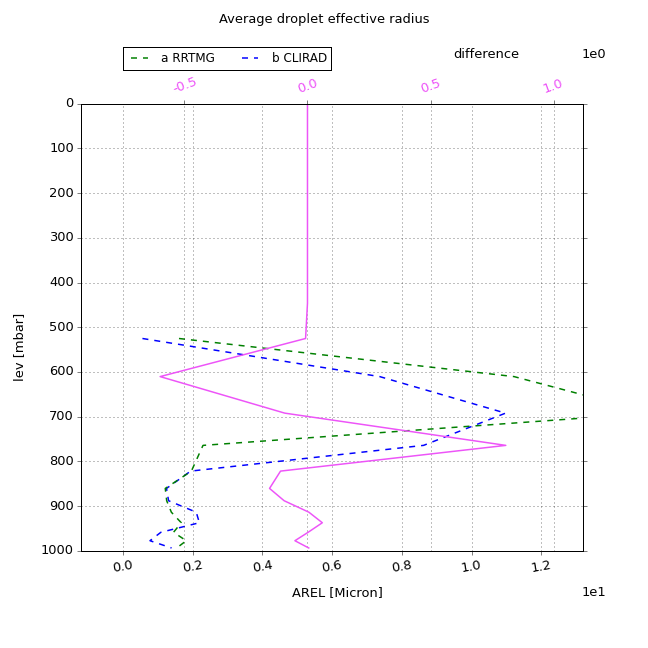 Average droplet effective radius
a RRTMG b CLIRAD
difference 1e0
-0.5 0.0 0.5 1.0
0
100
200
300
400
500
600
700
800
900
1000
lev [mbar]
0.0 0.2 0.4 0.6 0.8 1.0 1.2
AREL [Micron] 1e1